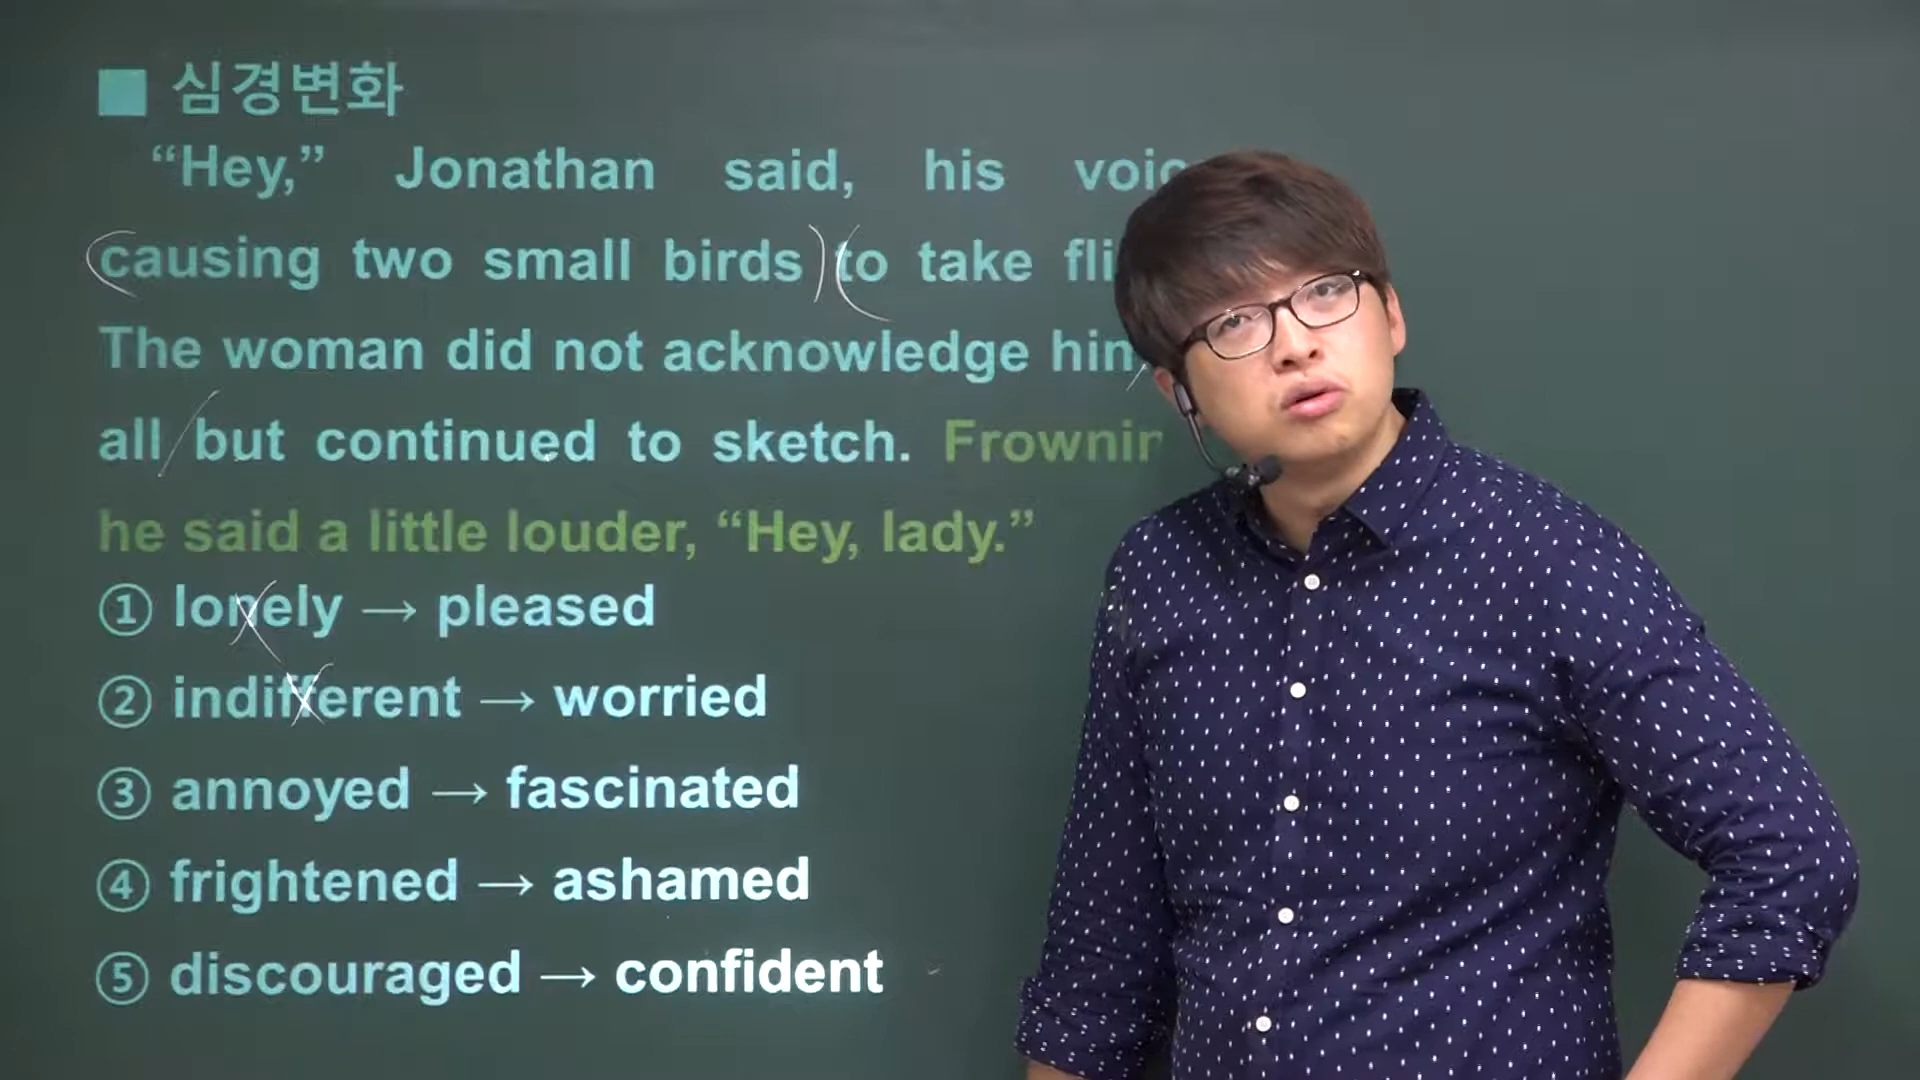 심경변화
“Hey,” Jonathan said, his
causing two small birds to take
The woman did not acknowledge
all but continued to sketch.
he said a little louder, “Hey, lady.”
① lonely → pleased
② indifferent → worried
③ annoyed → fascinated
④ frightened → ashamed
⑤ discouraged → confident